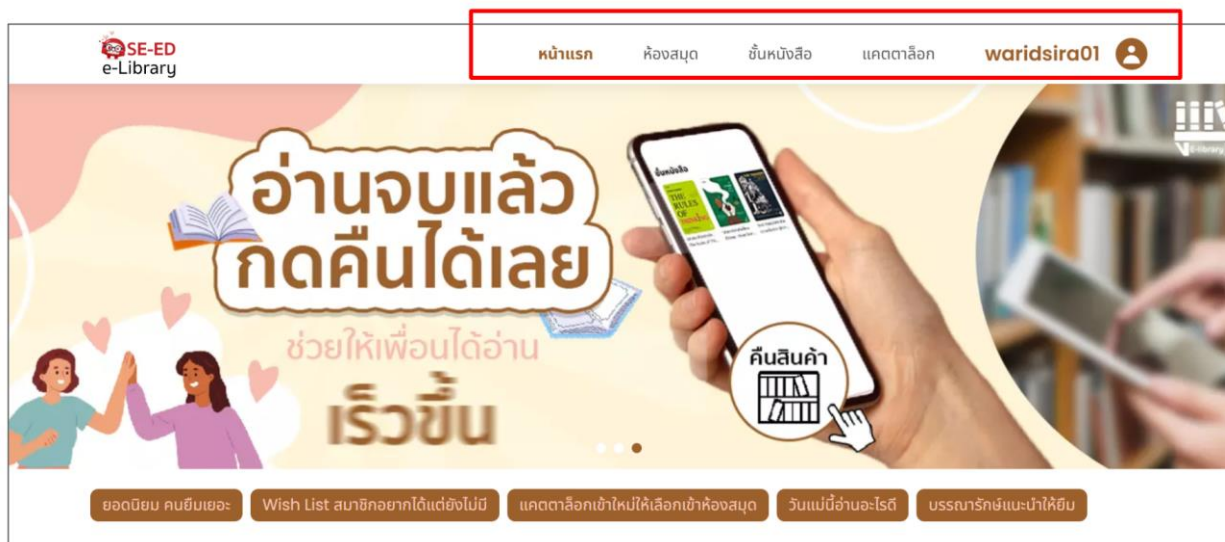 SE-ED
e-Library
หน้าแรก ห้องสมุด ชั้นหนังสือ แคตตาล็อก waridsira01
อ่านจบแล้ว
กดคืนได้เลย
ช่วยให้เพื่อนได้อ่าน
เร็วขึ้น
ชั้นหนังสือ
THE
RULES
OF
คืนสินค้า
e-library
ยอดนิยม คนยืมเยอะ Wish List สมาชิกอยากได้แต่ยังไม่มี แคตตาล็อกเข้าใหม่ให้เลือกเข้าห้องสมุด วันแม่นี้อ่านอะไรดี บรรณารักษ์แนะนำให้ยืม